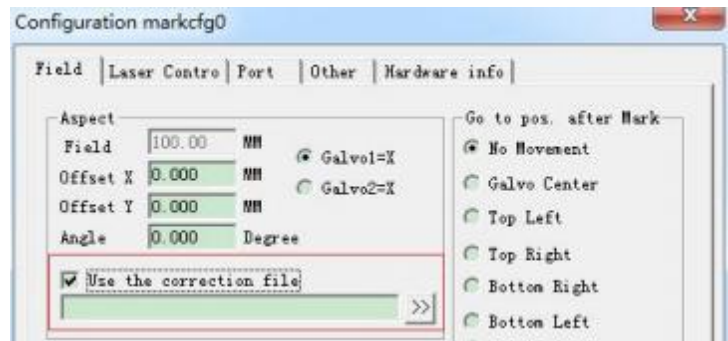 Configuration markcfg0
x
Field Laser Contro Port Other Hardware info
Aspect
Field 100.00 MM
Offset X 0.000 MM
Offset Y 0.000 MM
Angle 0.000 Degree
Galvo1=X
Galvo2=X
Use the correction file
>>
Go to pos. after Mark
No Movement
Galvo Center
Top Left
Top Right
Bottom Right
Bottom Left